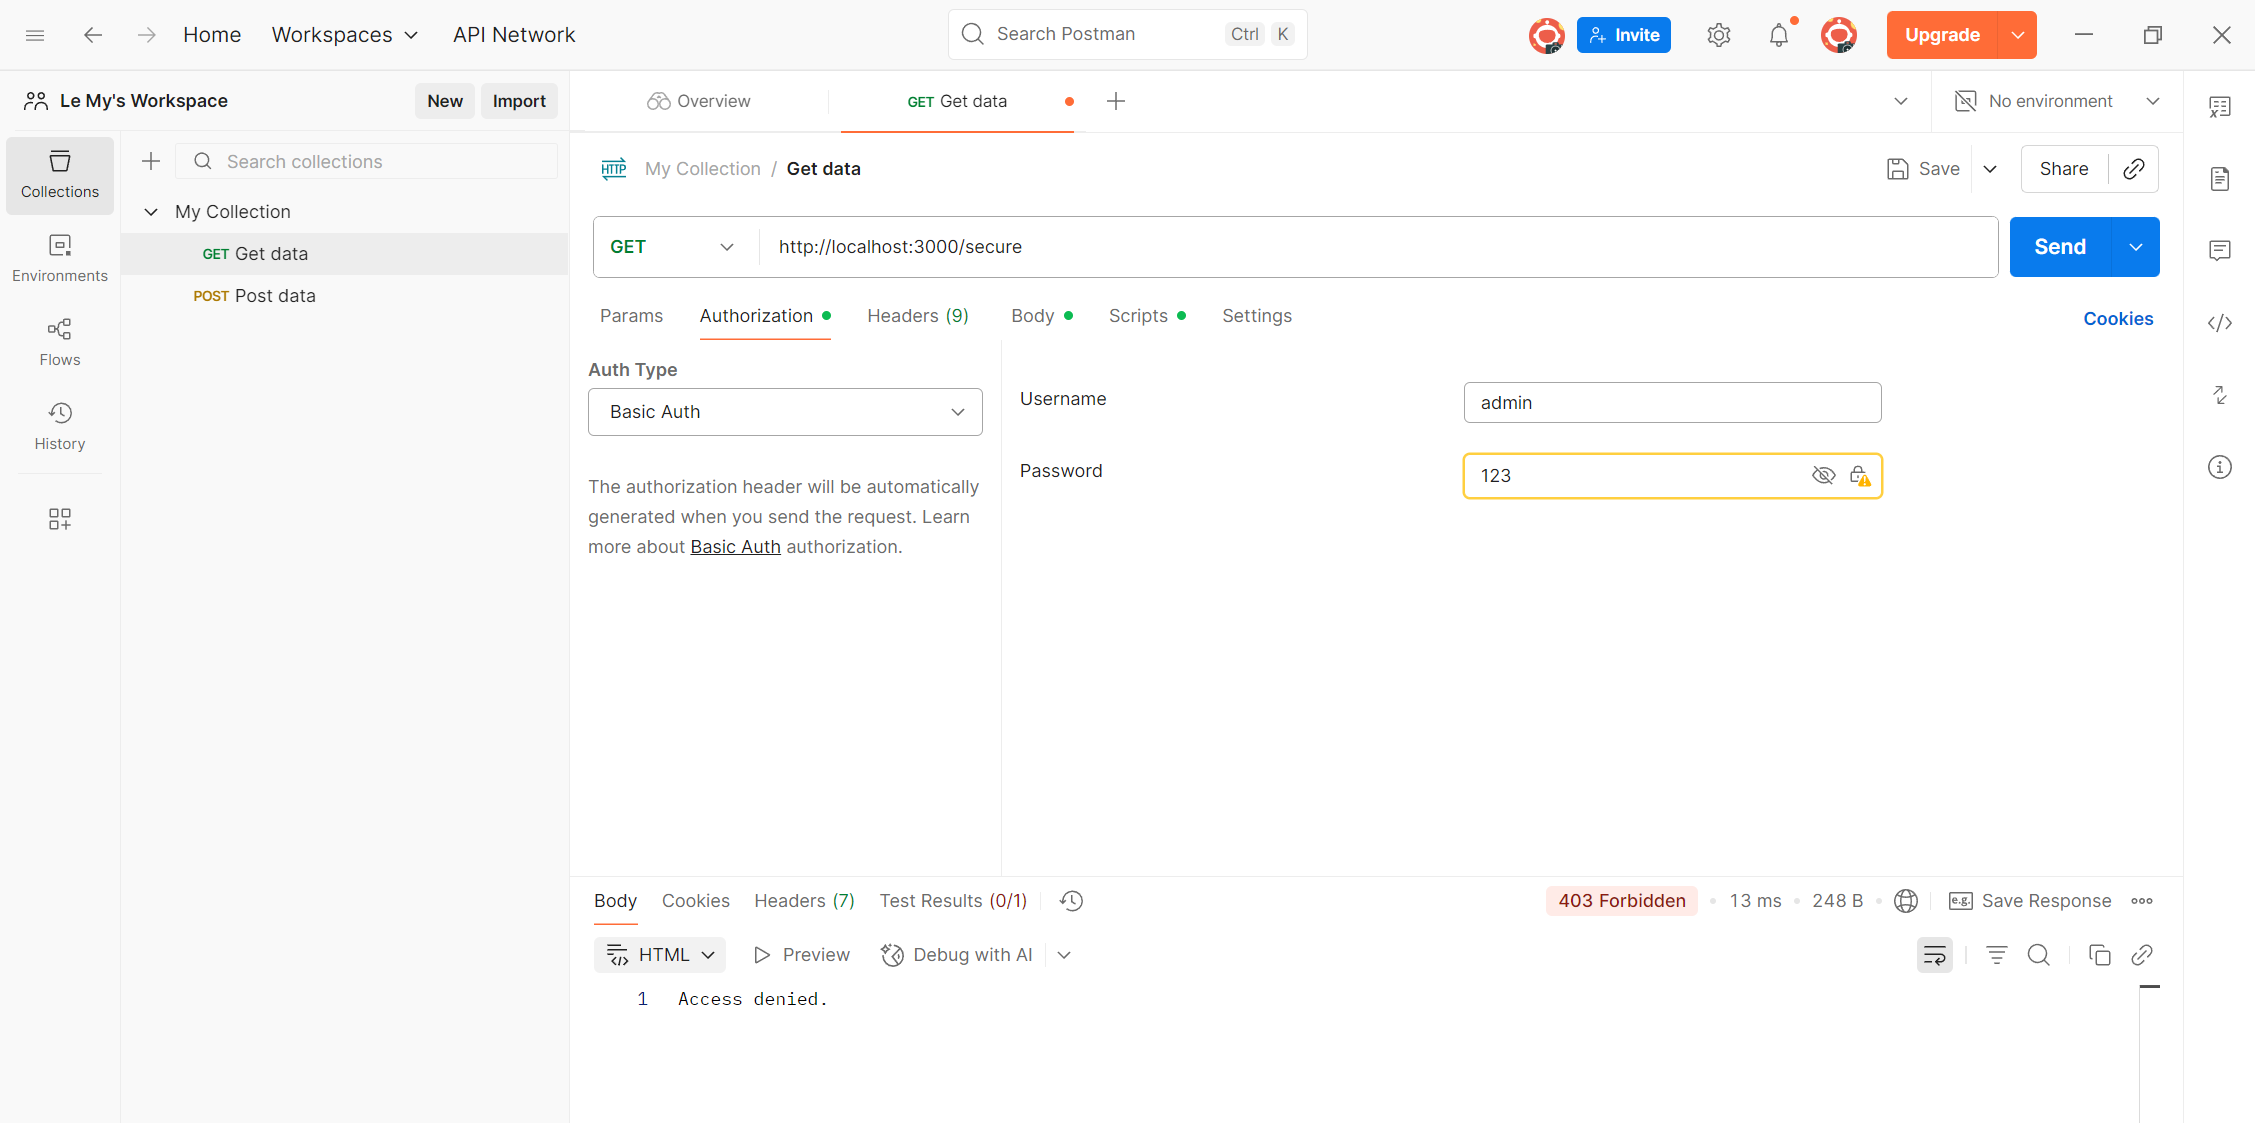 Home Workspaces API Network Search Postman Ctrl K Invite Upgrade
Le My's Workspace New Import
Overview GET Get data No environment
Collections
Environments
Flows
History
Search collections
My Collection
GET Get data
POST Post data
HTTP My Collection / Get data Save Share
GET http://localhost:3000/secure Send
Params Authorization Headers (9) Body Scripts Settings Cookies
Auth Type
Basic Auth
The authorization header will be automatically
generated when you send the request. Learn
more about Basic Auth authorization.
Username admin
Password 123
Body Cookies Headers (7) Test Results (0/1) 403 Forbidden • 13 ms • 248 B • e.g. Save Response
HTML Preview Debug with AI
1 Access denied.